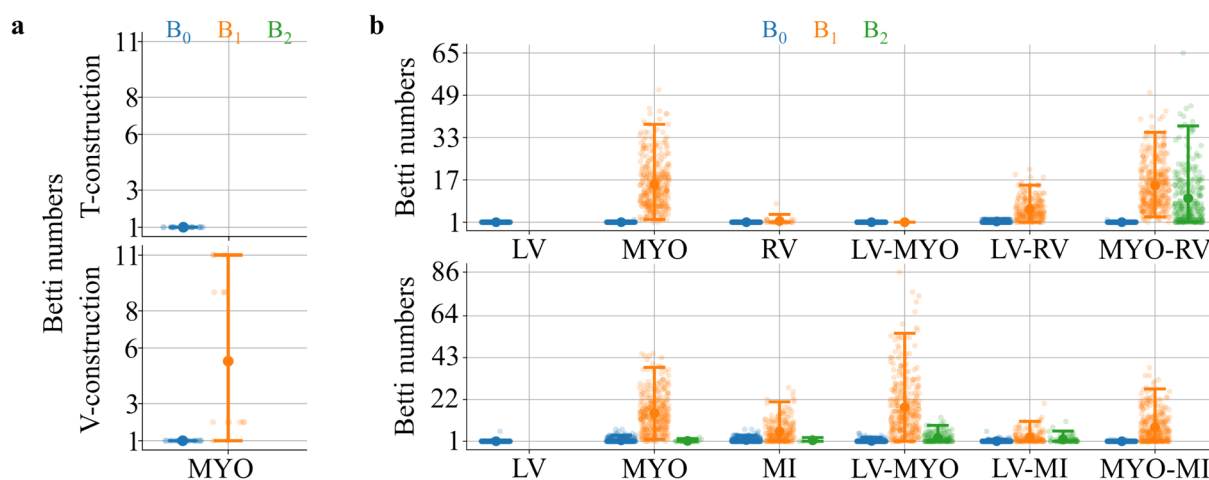 a
B0 B1 B2
Betti numbers
T-construction
11
8
6
3
1
V-construction
11
8
6
3
1
MYO
b
B0 B1 B2
Betti numbers
65
49
33
17
1
LV MYO RV LV-MYO LV-RV MYO-RV
Betti numbers
86
64
43
22
1
LV MYO MI LV-MYO LV-MI MYO-MI